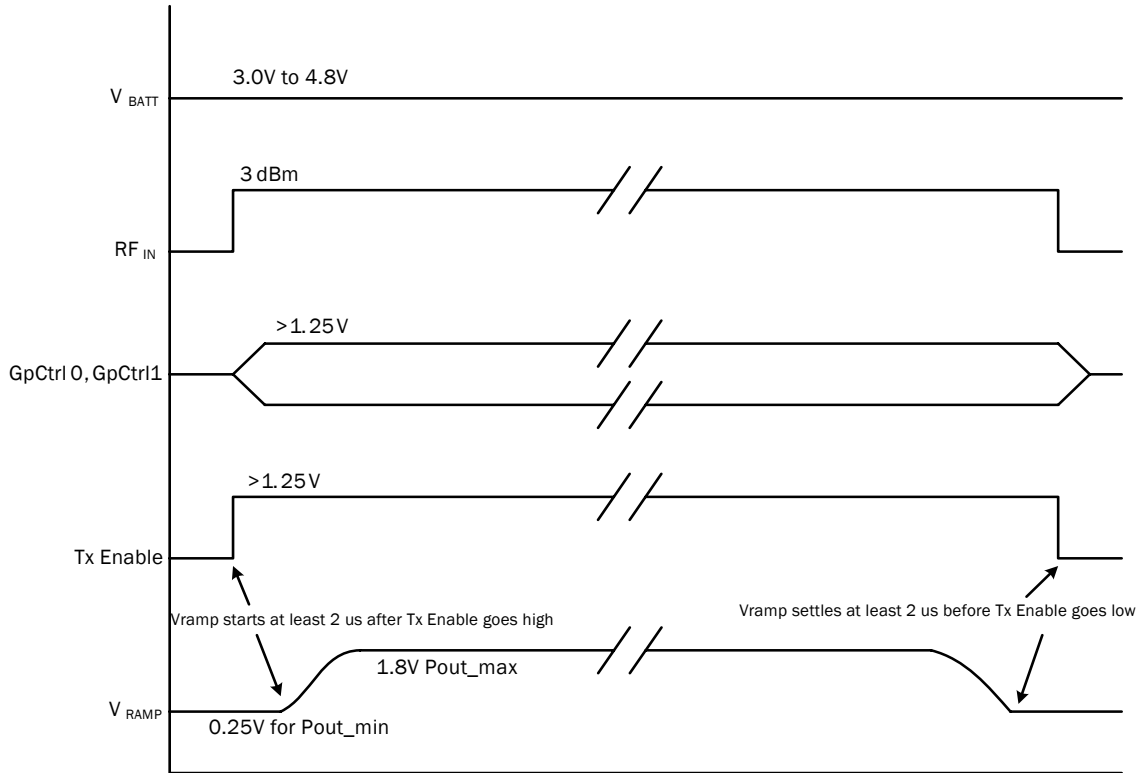 3.0V to 4.8V
V BATT
3 dBm
RF IN
>1.25V
GpCtrl 0, GpCtrl1
>1.25V
Tx Enable
Vramp starts at least 2 us after Tx Enable goes high
Vramp settles at least 2 us before Tx Enable goes low
1.8V Pout_max
V RAMP
0.25V for Pout_min